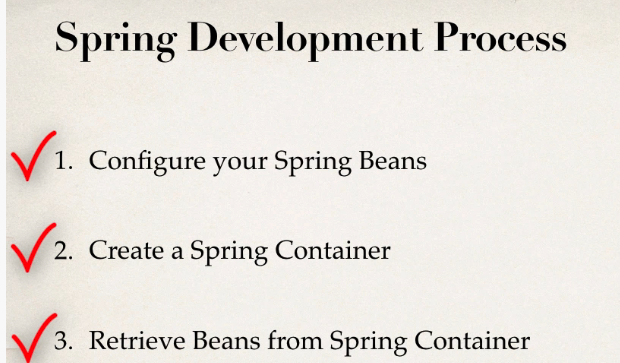 Spring Development Process
1. Configure your Spring Beans
2. Create a Spring Container
3. Retrieve Beans from Spring Container